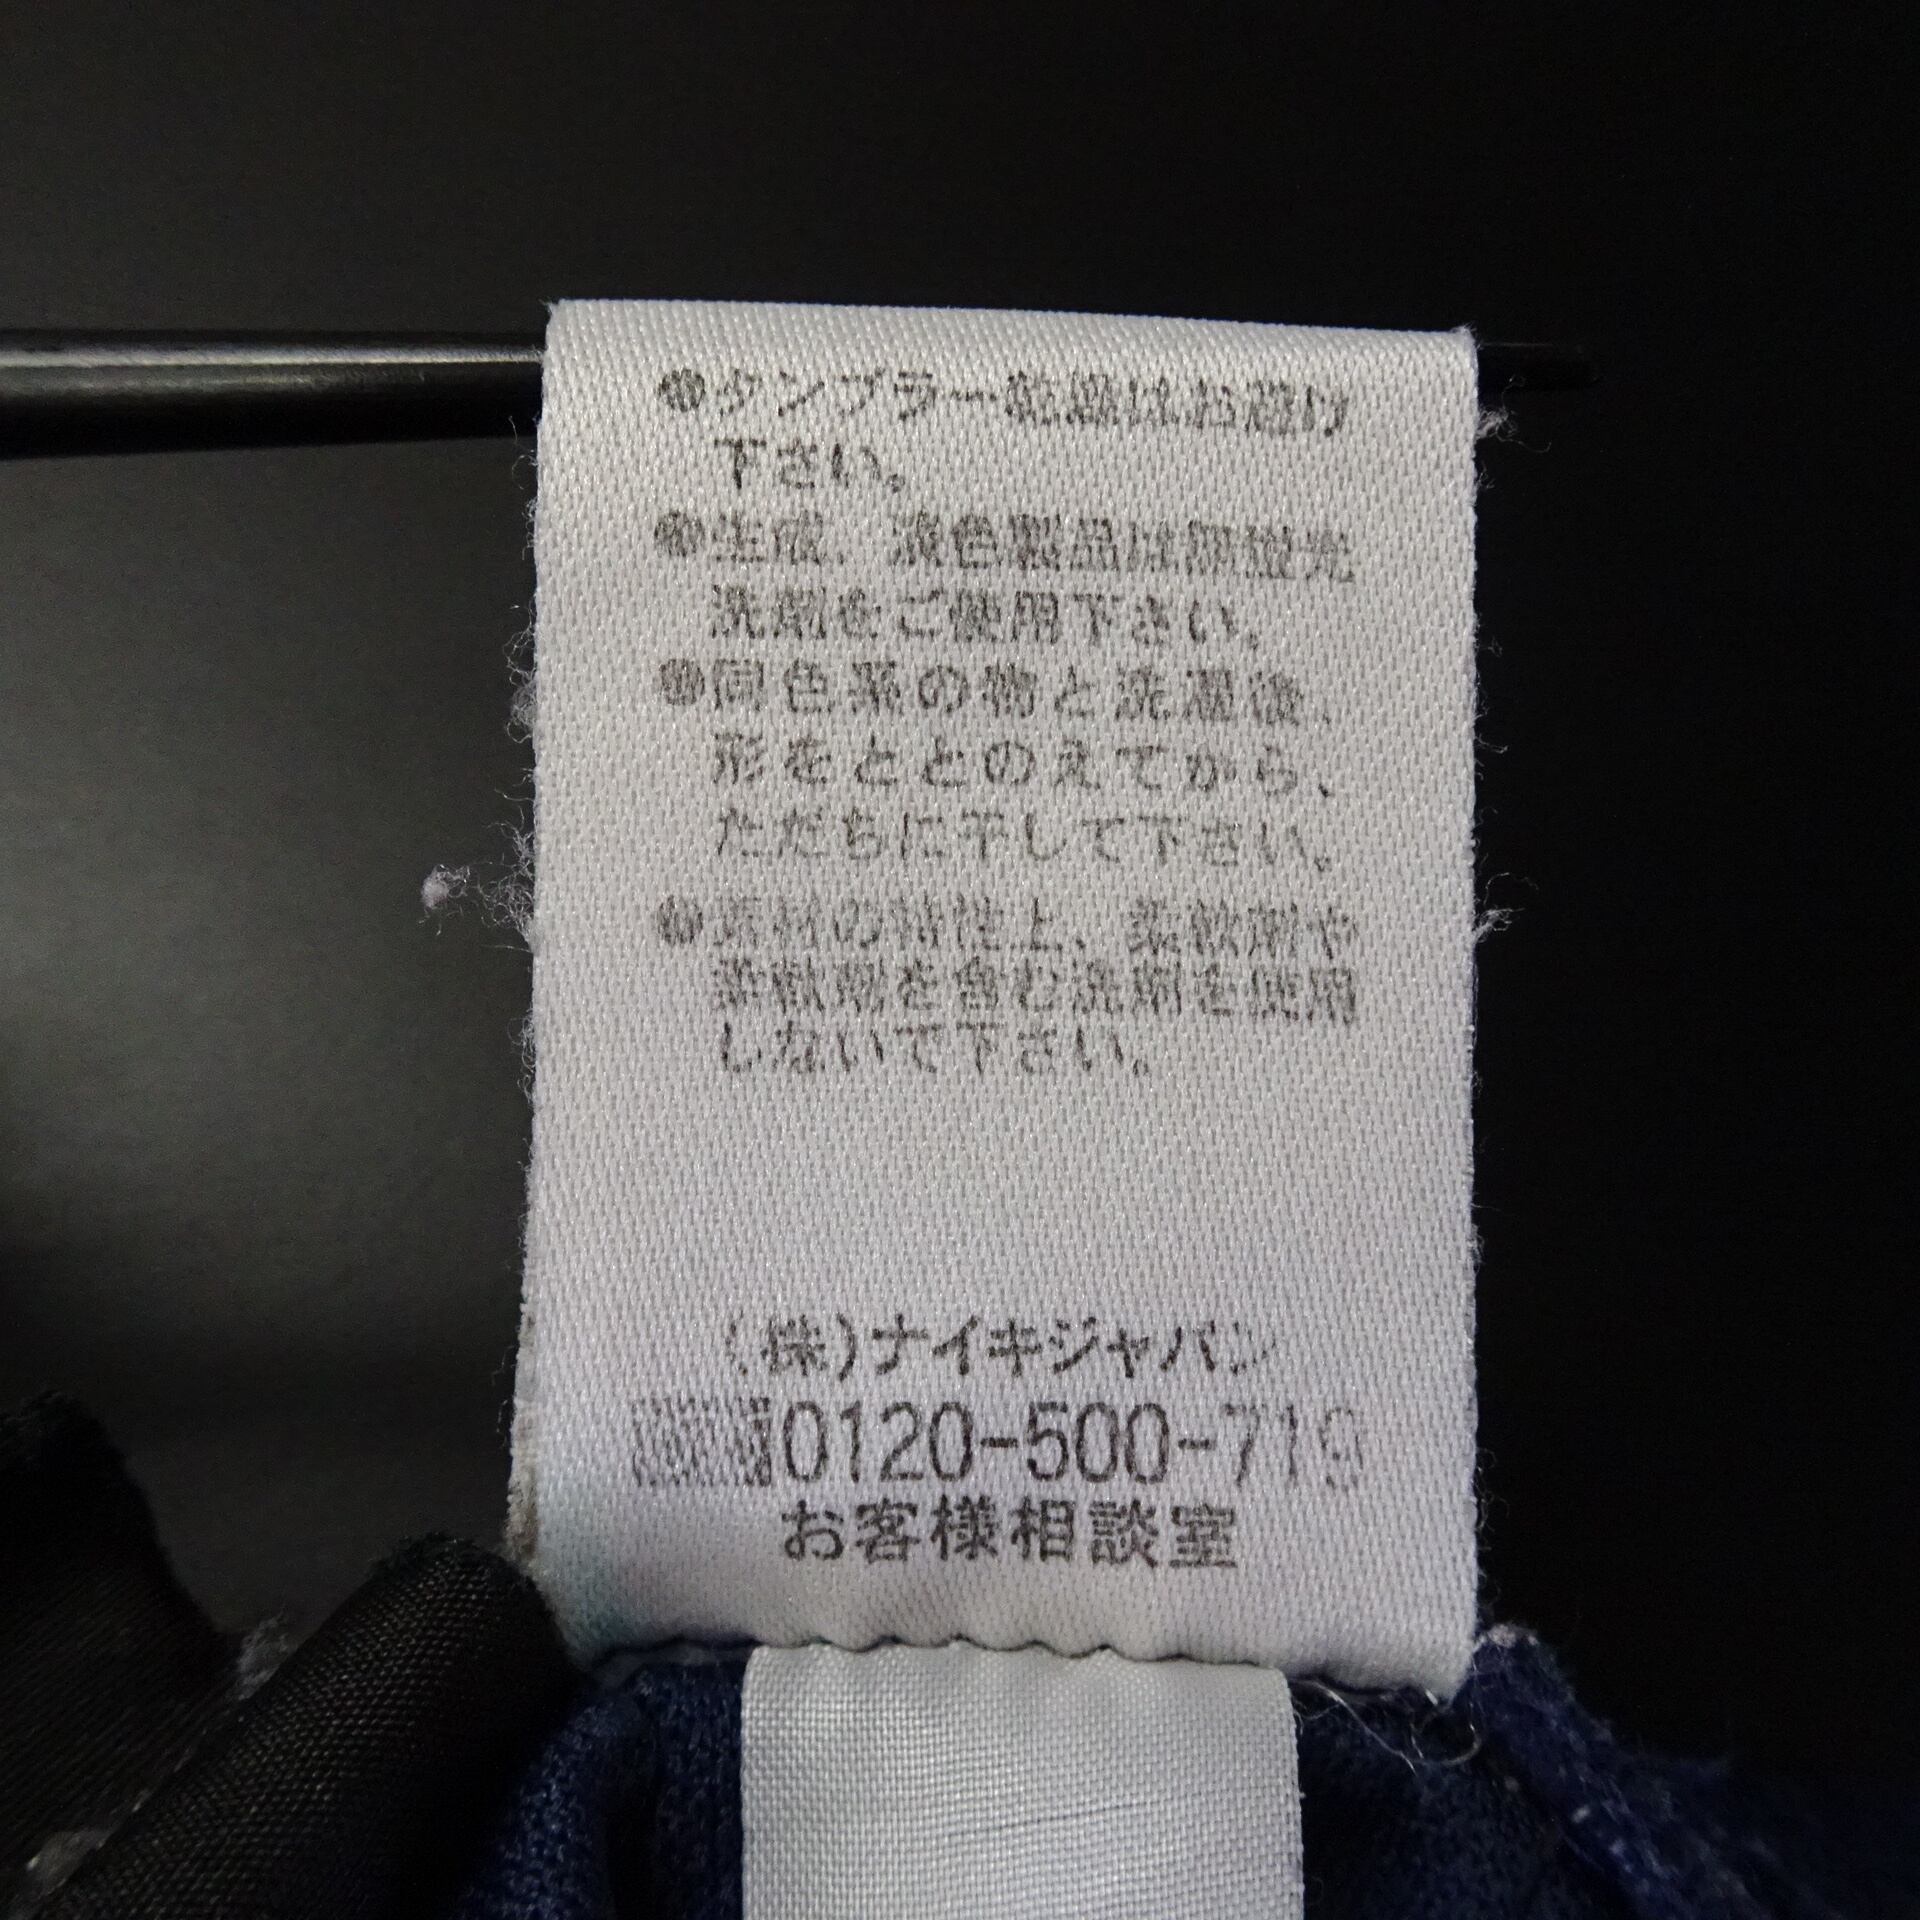 ●タンブラー乾燥はお避け
下さい。
●生成、淡色製品は無蛍光
洗剤をご使用下さい。
●同色系の物と洗濯後、
形をととのえてから、
ただちに干して下さい。
●素材の特性上、柔軟剤や
柔軟剤を含む洗剤を使用
しないで下さい。
(株)ナイキジャパン
0120-500-719
お客様相談室